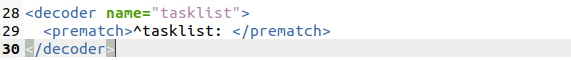 28 <decoder name="tasklist">
29   <prematch>^tasklist: </prematch>
30 </decoder>